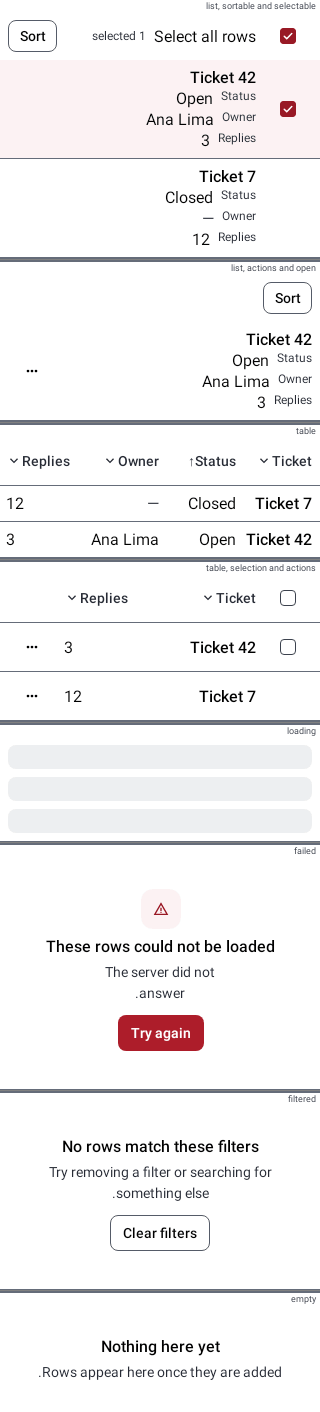 list, sortable and selectable
Sort
selected 1
Select all rows
Ticket 42
Open Status
Ana Lima Owner
3 Replies
Ticket 7
Closed Status
— Owner
12 Replies
list, actions and open
Sort
Ticket 42
Open Status
Ana Lima Owner
3 Replies
table
Replies Owner ↑Status Ticket
12 — Closed Ticket 7
3 Ana Lima Open Ticket 42
table, selection and actions
Replies Ticket
3 Ticket 42
12 Ticket 7
loading
failed
These rows could not be loaded
The server did not
.answer
Try again
filtered
No rows match these filters
Try removing a filter or searching for
.something else
Clear filters
empty
Nothing here yet
.Rows appear here once they are added